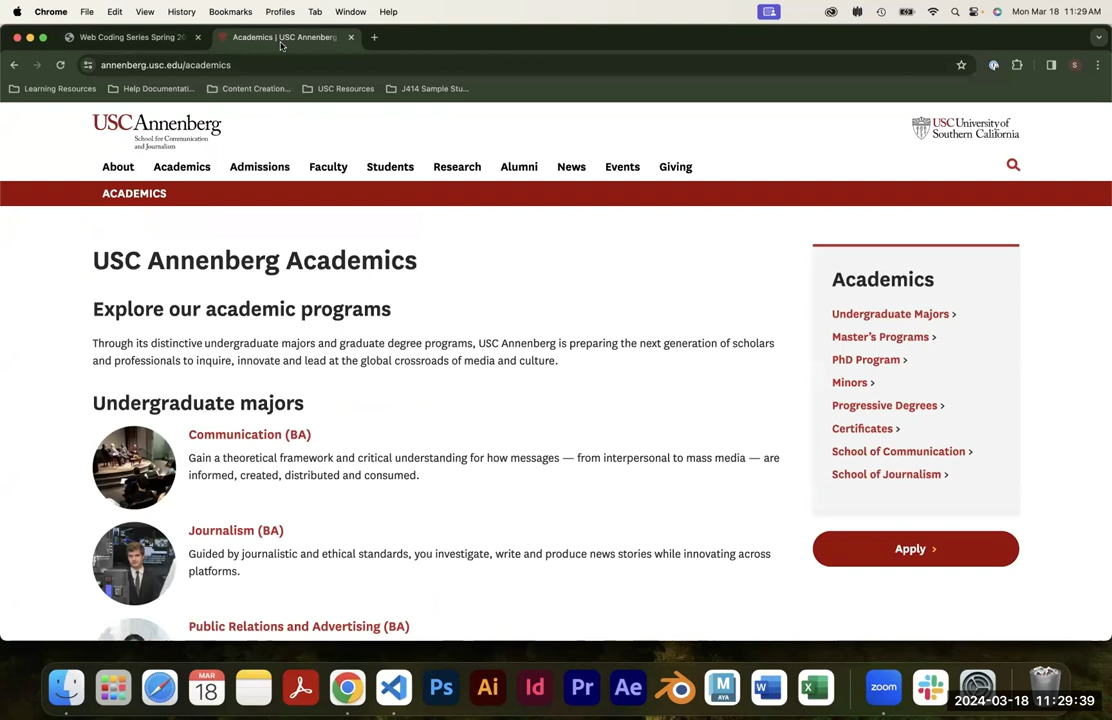 Chrome File Edit View History Bookmarks Profiles Tab Window Help Mon Mar 18 11:29 AM
Web Coding Series Spring 20 Academics | USC Annenberg
annenberg.usc.edu/academics S
Learning Resources Help Documentati... Content Creation... USC Resources J414 Sample Stu...
USC Annenberg
School for Communication
and Journalism
USC University of
Southern California
About Academics Admissions Faculty Students Research Alumni News Events Giving
ACADEMICS
USC Annenberg Academics
Explore our academic programs
Through its distinctive undergraduate majors and graduate degree programs, USC Annenberg is preparing the next generation of scholars
and professionals to inquire, innovate and lead at the global crossroads of media and culture.
Undergraduate majors
Communication (BA)
Gain a theoretical framework and critical understanding for how messages — from interpersonal to mass media — are
informed, created, distributed and consumed.
Journalism (BA)
Guided by journalistic and ethical standards, you investigate, write and produce news stories while innovating across
platforms.
Public Relations and Advertising (BA)
Academics
Undergraduate Majors ›
Master's Programs ›
PhD Program ›
Minors ›
Progressive Degrees ›
Certificates ›
School of Communication ›
School of Journalism ›
Apply ›
MAR
18
Ps Ai Id Pr Ae
MAYA
W X
zoom
2024-03-18 11:29:39